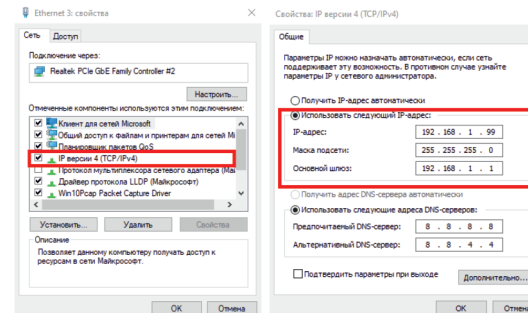 Ethernet 3: свойства
Сеть Доступ
Подключение через:
Realtek PCIe GbE Family Controller #2
Настроить...
Отмеченные компоненты используются этим подключением:
Клиент для сетей Microsoft
Общий доступ к файлам и принтерам для сетей Mi
Планировщик пакетов QoS
IP версии 4 (TCP/IPv4)
Протокол мультиплексора сетевого адаптера (Май
Драйвер протокола LLDP (Майкрософт)
Win10Pcap Packet Capture Driver
Установить... Удалить Свойства
Описание
Позволяет данному компьютеру получать доступ к
ресурсам в сети Майкрософт.
ОК Отмена
Свойства: IP версии 4 (TCP/IPv4)
Общие
Параметры IP можно назначать автоматически, если сеть
поддерживает эту возможность. В противном случае узнайте
параметры IP у сетевого администратора.
Получить IP-адрес автоматически
Использовать следующий IP-адрес:
IP-адрес: 192 . 168 . 1 . 99
Маска подсети: 255 . 255 . 255 . 0
Основной шлюз: 192 . 168 . 1 . 1
Получить адрес DNS-сервера автоматически
Использовать следующие адреса DNS-серверов:
Предпочитаемый DNS-сервер: 8 . 8 . 8 . 8
Альтернативный DNS-сервер: 8 . 8 . 4 . 4
Подтвердить параметры при выходе
Дополнительно...
ОК Отмена